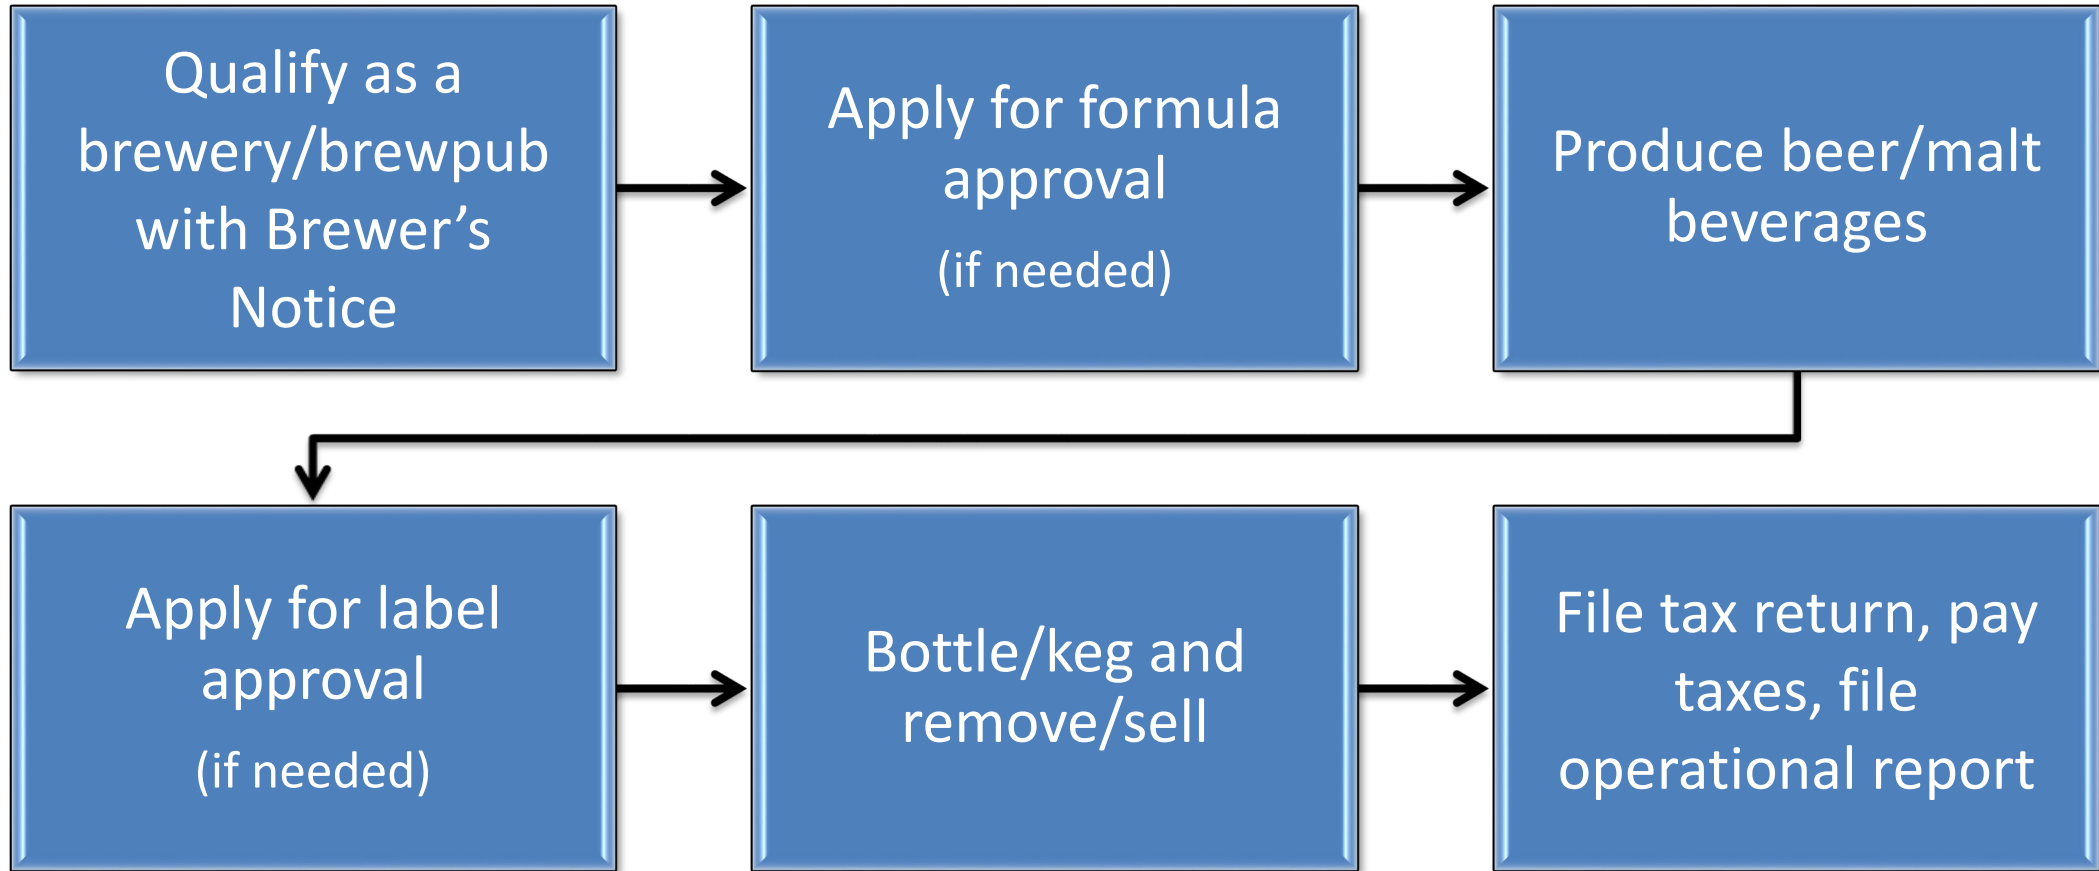 Qualify as a
brewery/brewpub
with Brewer’s
Notice
Apply for formula
approval
(if needed)
Produce beer/malt
beverages
Apply for label
approval
(if needed)
Bottle/keg and
remove/sell
File tax return, pay
taxes, file
operational report